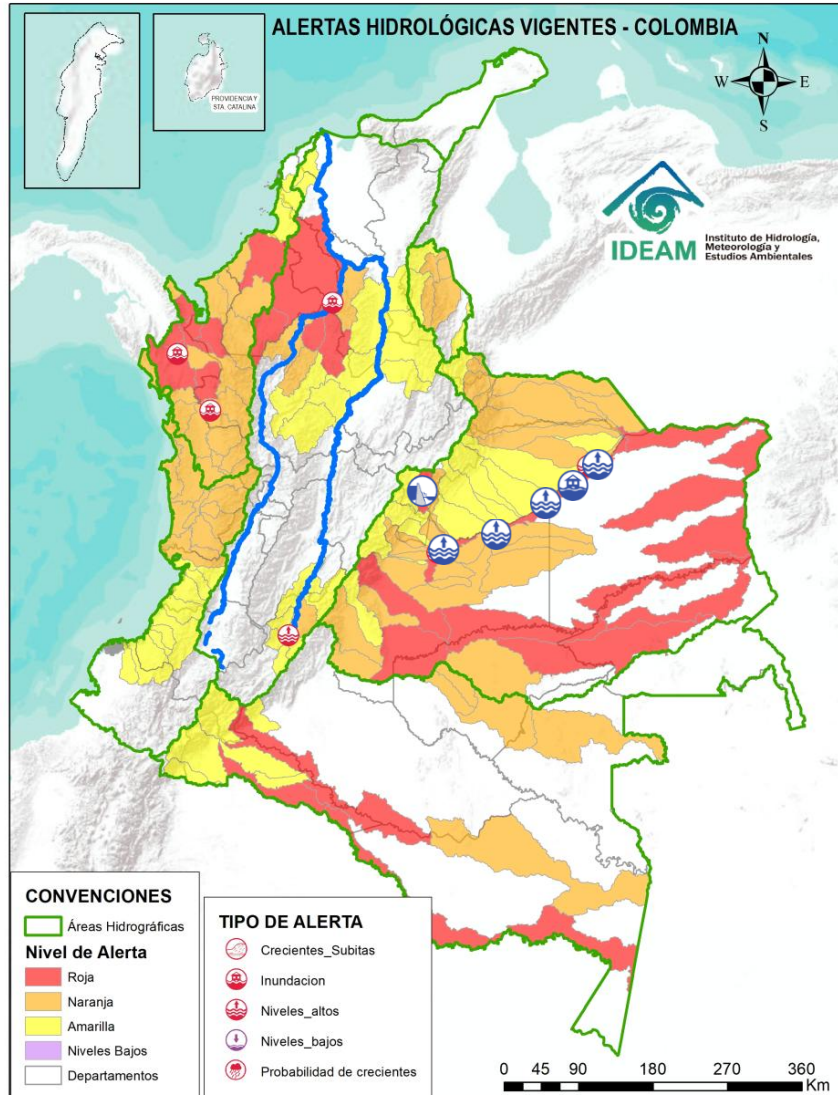 ALERTAS HIDROLÓGICAS VIGENTES - COLOMBIA
PROVIDENCIA Y
STA. CATALINA
N
W
E
S
IDEAM
Instituto de Hidrología,
Meteorología y
Estudios Ambientales
CONVENCIONES
Áreas Hidrográficas
Nivel de Alerta
Roja
Naranja
Amarilla
Niveles Bajos
Departamentos
TIPO DE ALERTA
Crecientes_Subitas
Inundacion
Niveles_altos
Niveles_bajos
Probabilidad de crecientes
0 45 90 180 270 360
Km